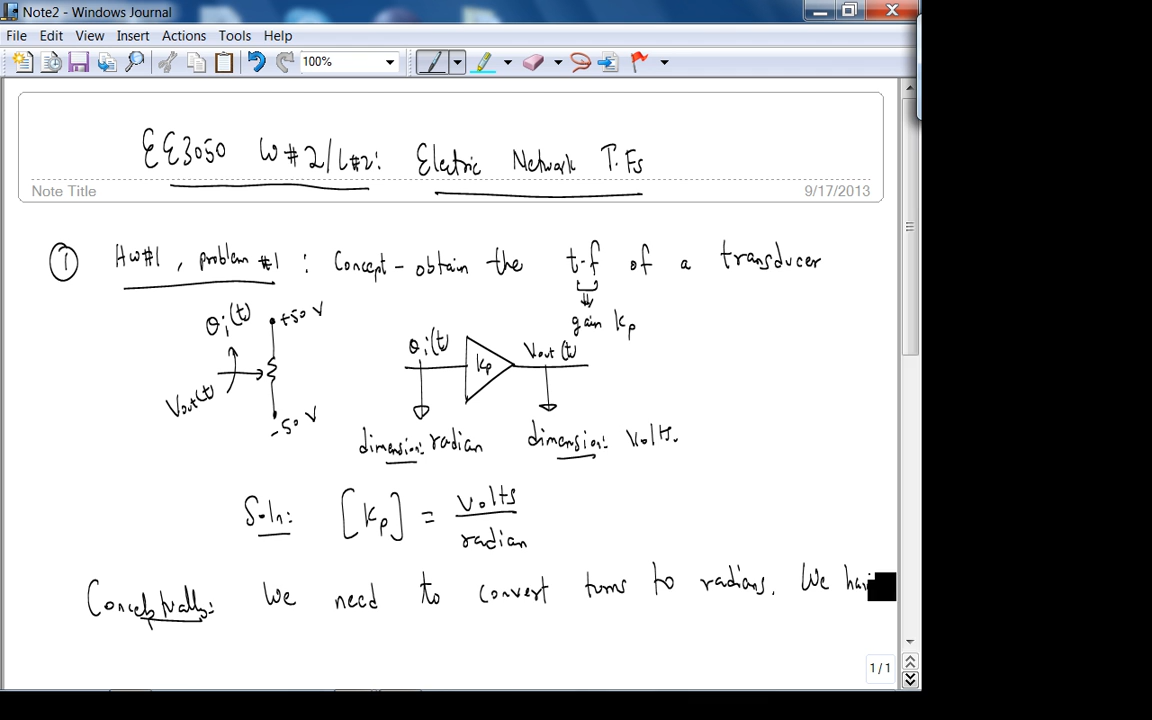 Note2 - Windows Journal
File Edit View Insert Actions Tools Help
100%
EE3050 W#2/L#2: Electric Network T.Fs
Note Title 9/17/2013
1 HW#1, problem #1: Concept - obtain the t-f of a transducer
gain Kp
θi(t) +50 V
θi(t) Kp Vout(t)
Vout(t)
-50 V
dimension: radian dimension: Volts.
Soln: [Kp] = Volts
radian
Conceptually: We need to convert turns to radians. We hav
1/1